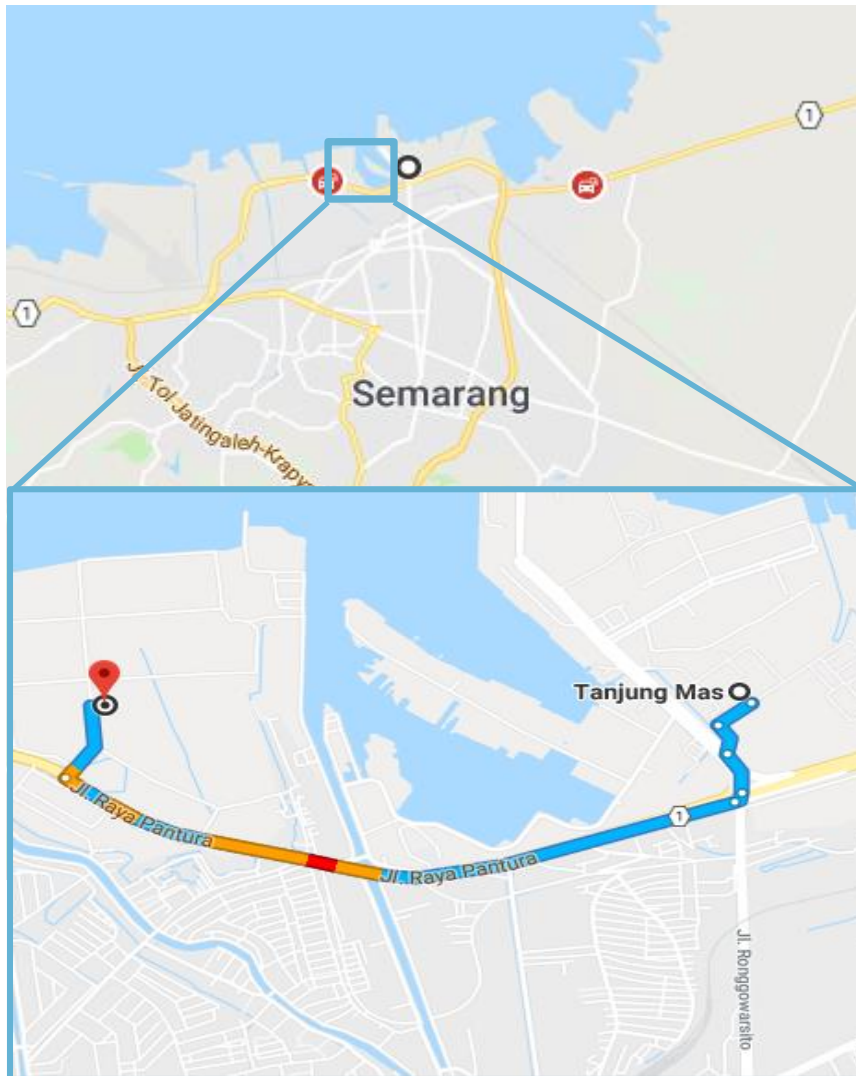 1
1
Semarang
Jl. Tol Jatingaleh-Krapy
Tanjung Mas
1
Jl. Raya Pantura
Jl. Raya Pantura
Jl. Ronggowarsito